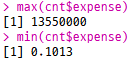 > max(cnt$expense)
[1] 13550000
> min(cnt$expense)
[1] 0.1013